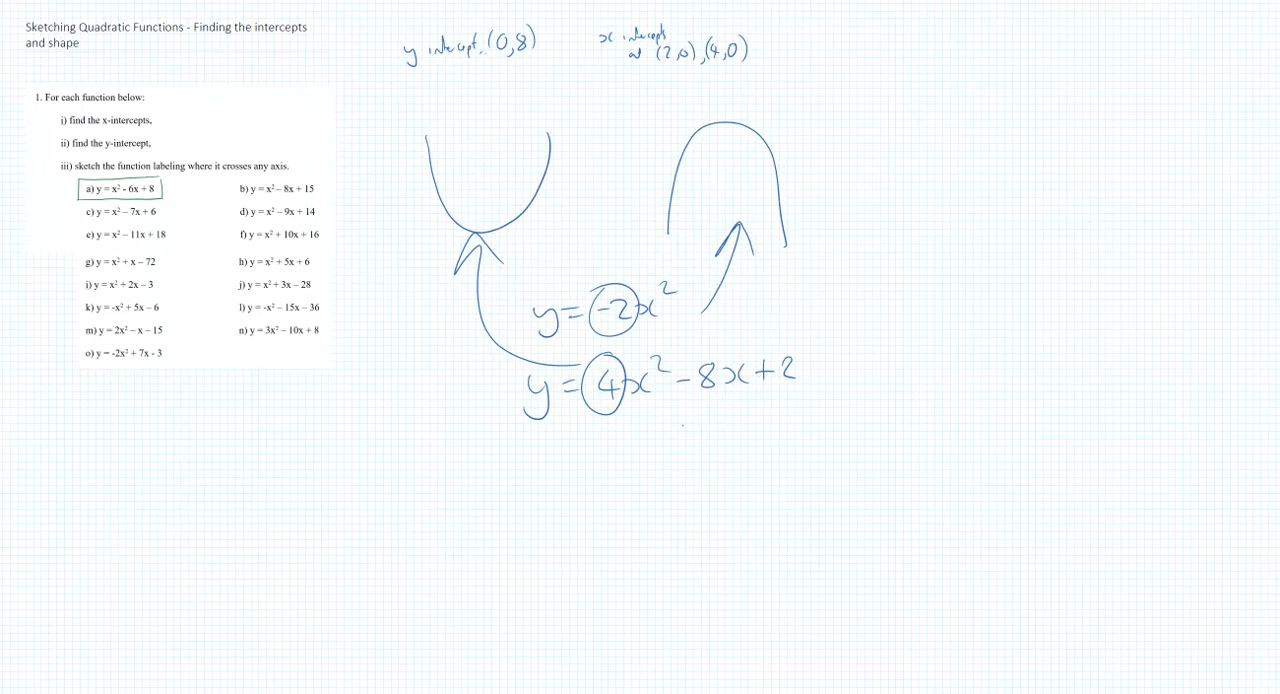 Sketching Quadratic Functions - Finding the intercepts
and shape
y intercept, (0,8)
x intercepts
at (2,0), (4,0)
1. For each function below:
i) find the x-intercepts,
ii) find the y-intercept,
iii) sketch the function labeling where it crosses any axis.
a) y = x² - 6x + 8
b) y = x² – 8x + 15
c) y = x² – 7x + 6
d) y = x² – 9x + 14
e) y = x² – 11x + 18
f) y = x² + 10x + 16
g) y = x² + x – 72
h) y = x² + 5x + 6
i) y = x² + 2x – 3
j) y = x² + 3x – 28
k) y = -x² + 5x – 6
l) y = -x² – 15x – 36
m) y = 2x² – x – 15
n) y = 3x² – 10x + 8
o) y = -2x² + 7x - 3
y = -2x²
y = 4x² - 8x + 2